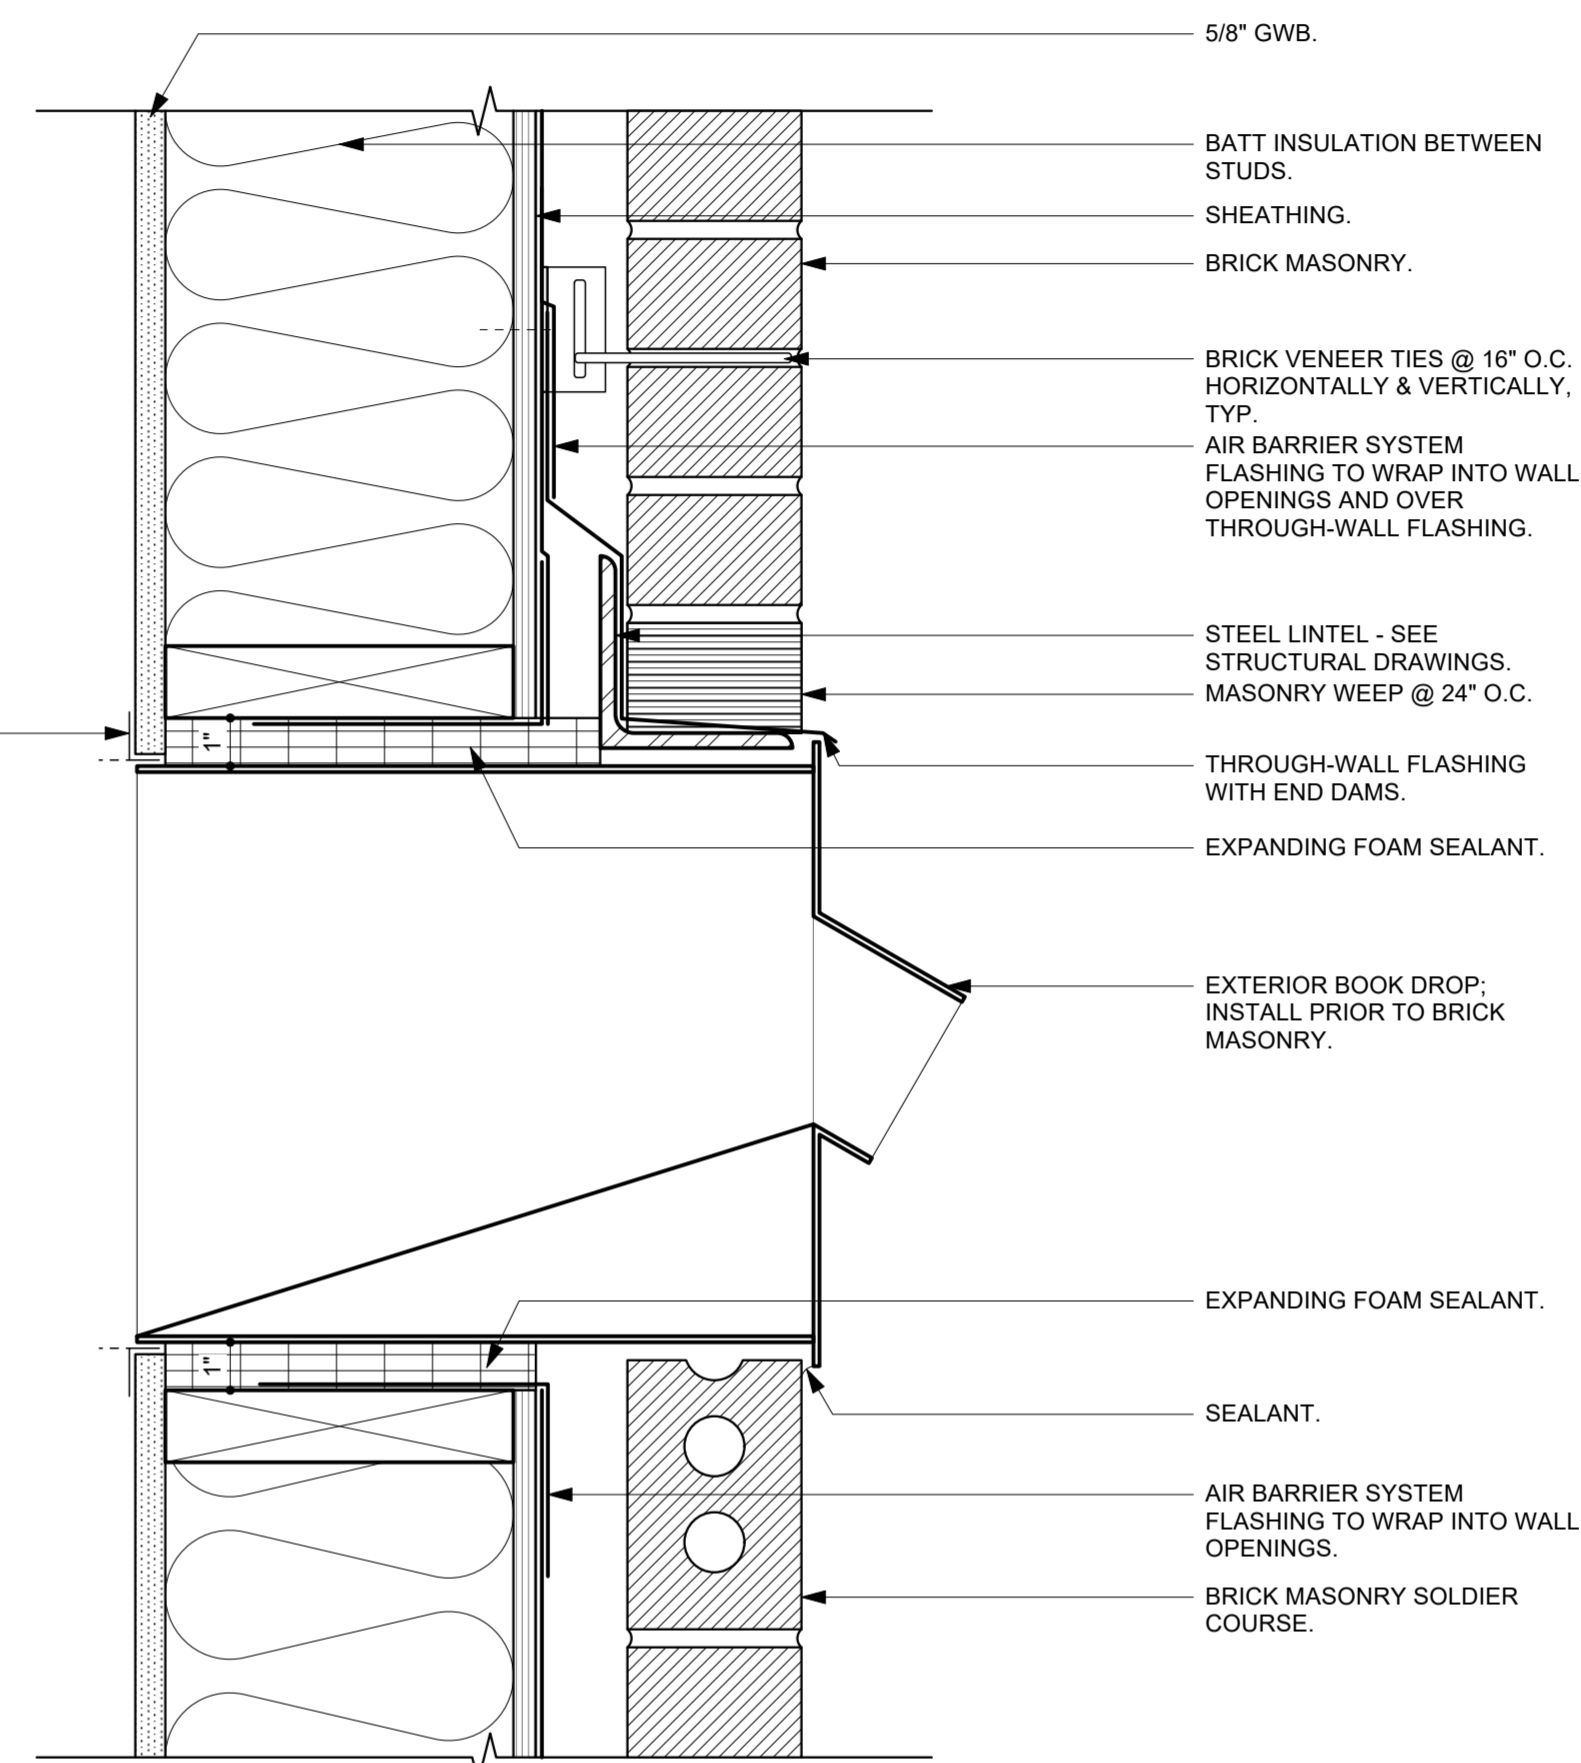 5/8" GWB.
BATT INSULATION BETWEEN
STUDS.
SHEATHING.
BRICK MASONRY.
BRICK VENEER TIES @ 16" O.C.
HORIZONTALLY & VERTICALLY,
TYP.
AIR BARRIER SYSTEM
FLASHING TO WRAP INTO WALL
OPENINGS AND OVER
THROUGH-WALL FLASHING.
STEEL LINTEL - SEE
STRUCTURAL DRAWINGS.
MASONRY WEEP @ 24" O.C.
1"
THROUGH-WALL FLASHING
WITH END DAMS.
EXPANDING FOAM SEALANT.
EXTERIOR BOOK DROP;
INSTALL PRIOR TO BRICK
MASONRY.
EXPANDING FOAM SEALANT.
1"
SEALANT.
AIR BARRIER SYSTEM
FLASHING TO WRAP INTO WALL
OPENINGS.
BRICK MASONRY SOLDIER
COURSE.